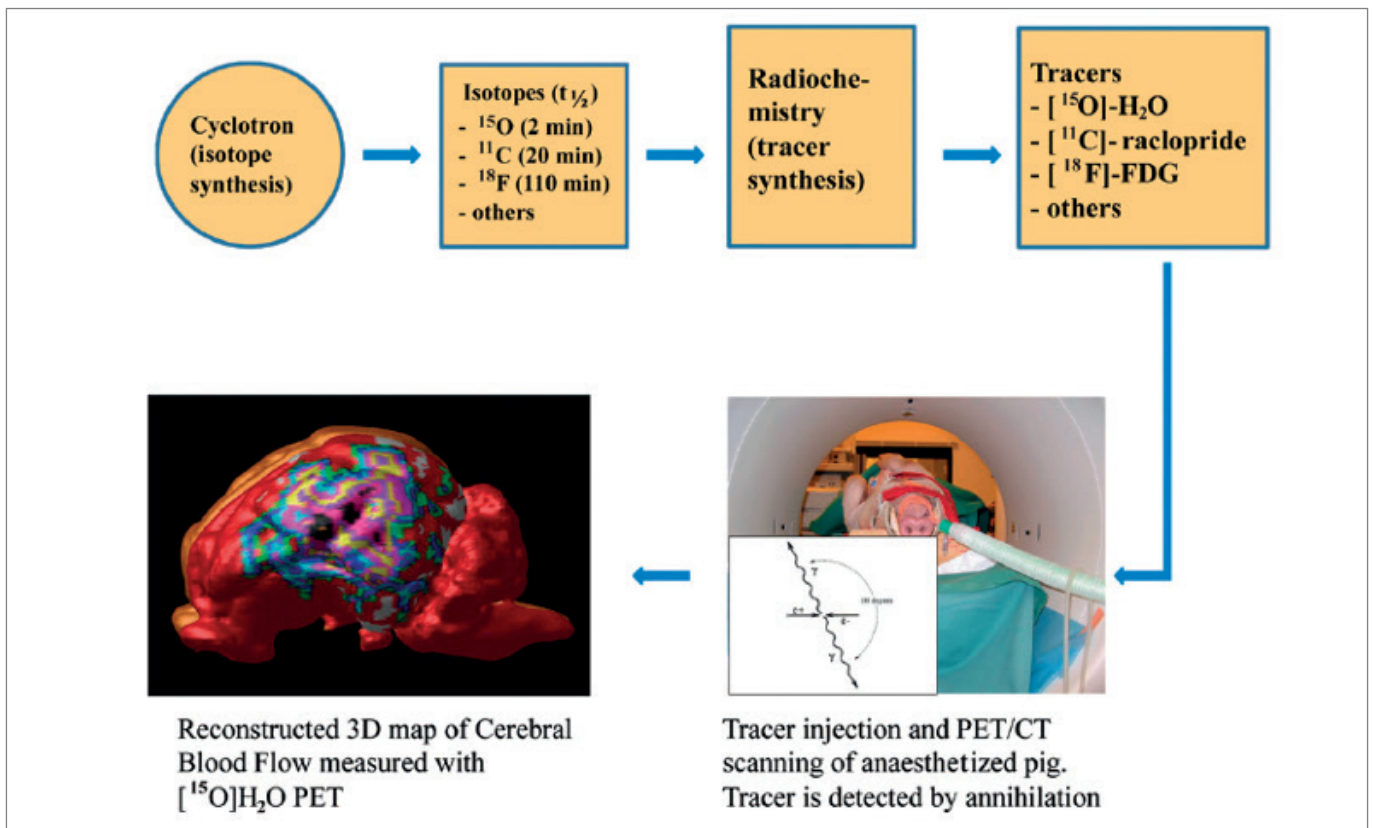 Cyclotron
(isotope
synthesis)
Isotopes (t ½)
- ¹⁵O (2 min)
- ¹¹C (20 min)
- ¹⁸F (110 min)
- others
Radioche-
mistry
(tracer
synthesis)
Tracers
- [ ¹⁵O]-H₂O
- [ ¹¹C]- raclopride
- [ ¹⁸F]-FDG
- others
γ
180 degrees
e+
e-
γ
Reconstructed 3D map of Cerebral
Blood Flow measured with
[¹⁵O]H₂O PET
Tracer injection and PET/CT
scanning of anaesthetized pig.
Tracer is detected by annihilation